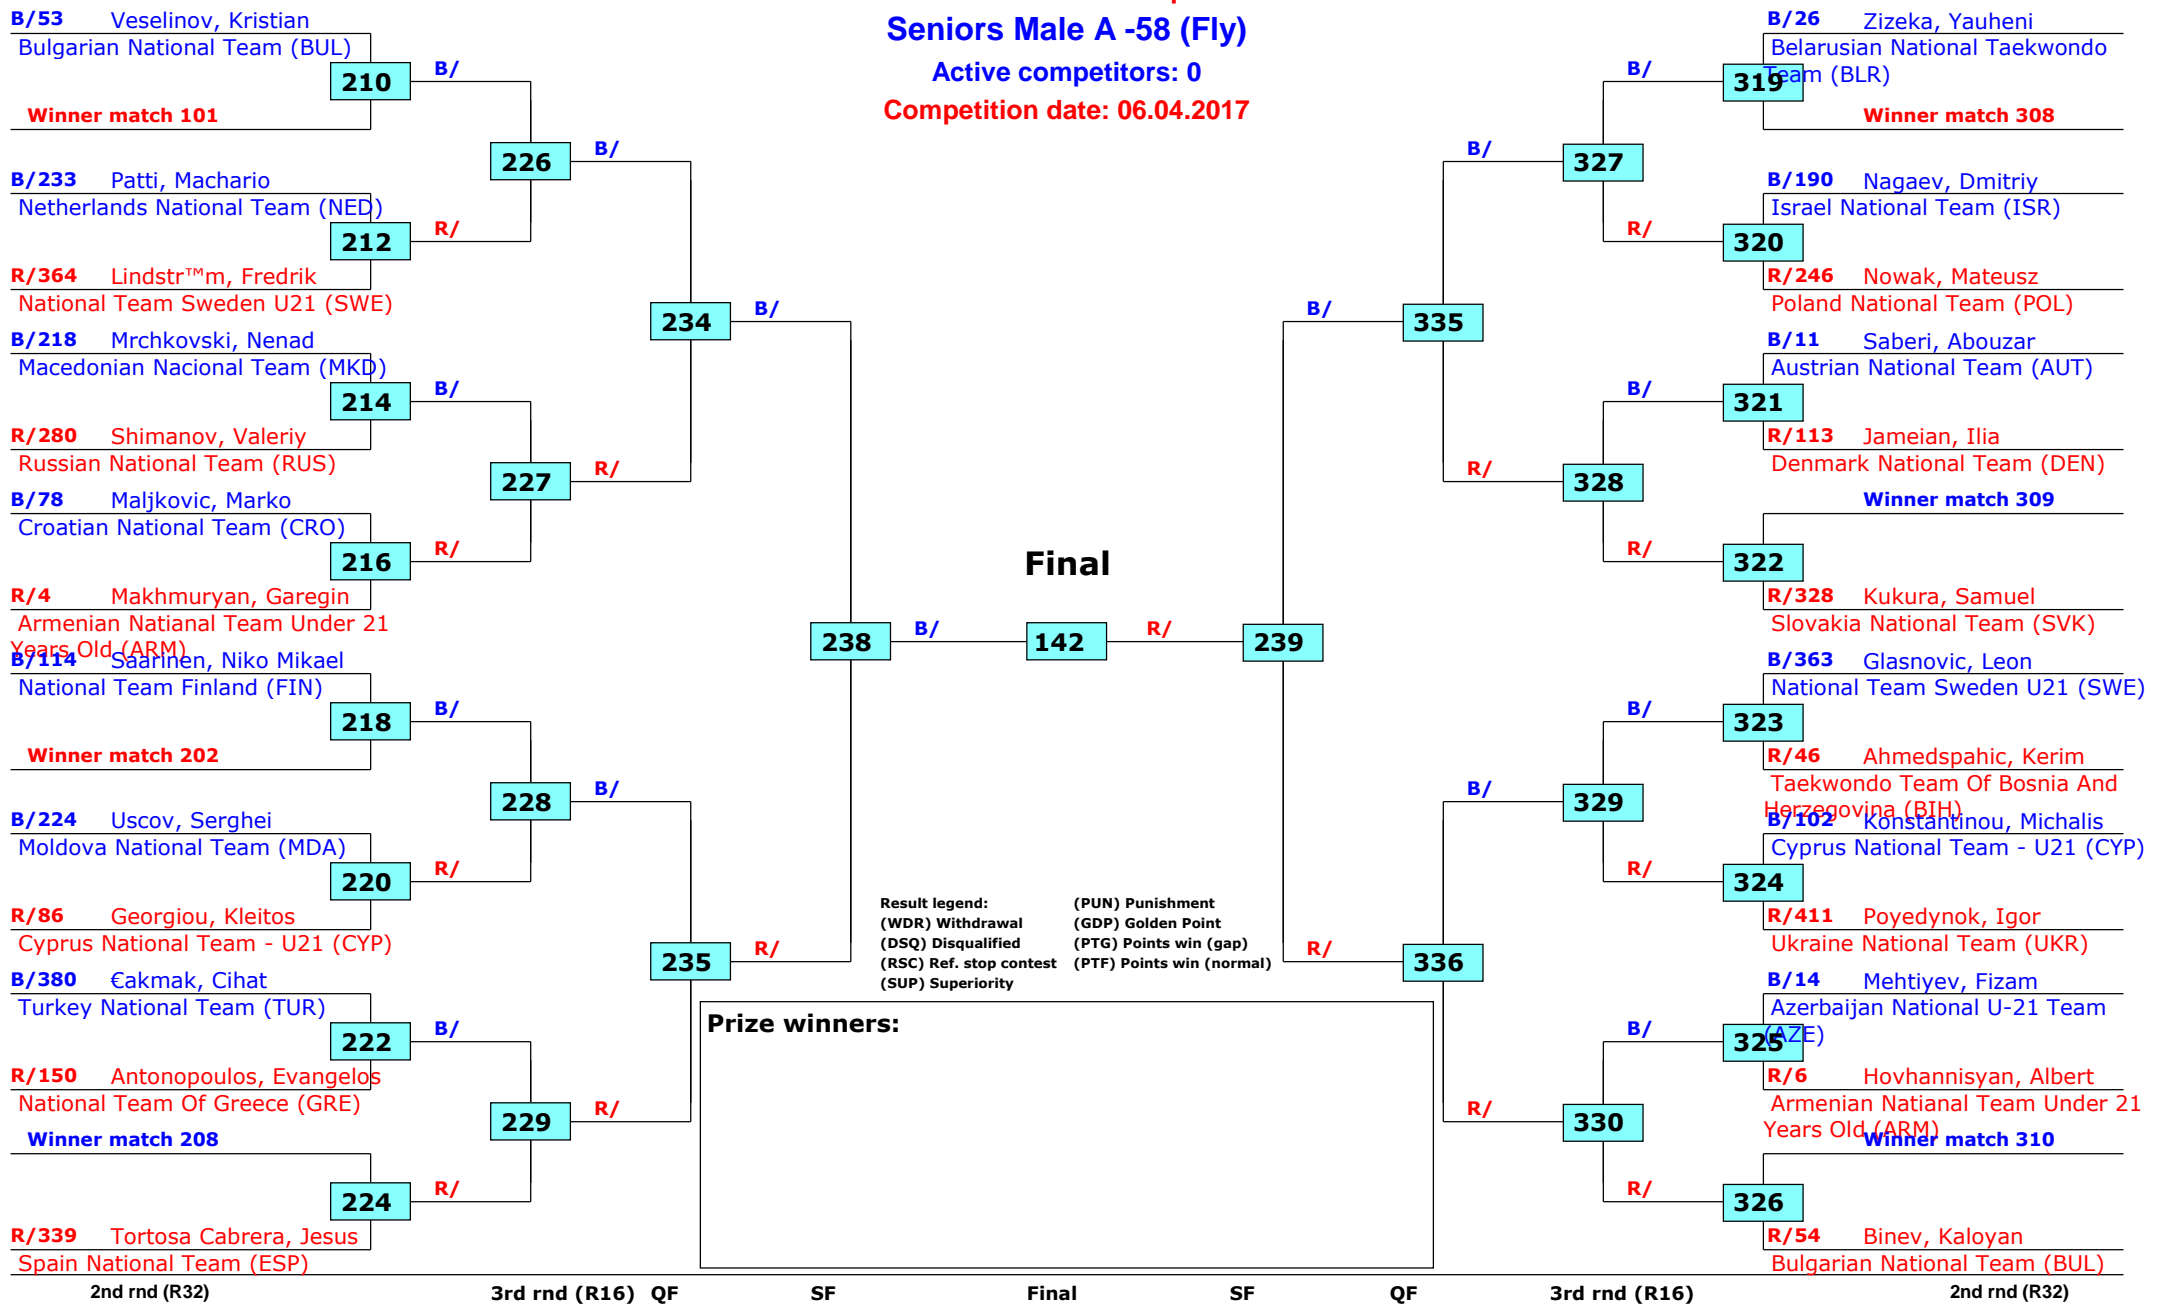 Seniors Male A -58 (Fly)
Active competitors: 0
Competition date: 06.04.2017
B/53 Veselinov, Kristian
Bulgarian National Team (BUL)
210
Winner match 101
B/233 Patti, Machario
Netherlands National Team (NED)
212
R/364 Lindstr™m, Fredrik
National Team Sweden U21 (SWE)
B/218 Mrchkovski, Nenad
Macedonian Nacional Team (MKD)
214
R/280 Shimanov, Valeriy
Russian National Team (RUS)
B/78 Maljkovic, Marko
Croatian National Team (CRO)
216
R/4 Makhmuryan, Garegin
Armenian Natianal Team Under 21
Years Old (ARM)
B/114 Saarinen, Niko Mikael
National Team Finland (FIN)
218
Winner match 202
B/224 Uscov, Serghei
Moldova National Team (MDA)
220
R/86 Georgiou, Kleitos
Cyprus National Team - U21 (CYP)
B/380 €akmak, Cihat
Turkey National Team (TUR)
222
R/150 Antonopoulos, Evangelos
National Team Of Greece (GRE)
Winner match 208
224
R/339 Tortosa Cabrera, Jesus
Spain National Team (ESP)
B/
226
R/
B/
227
R/
B/
228
R/
B/
229
R/
B/
234
R/
B/
235
R/
B/
238
R/
Final
B/ 142 R/
B/
239
R/
B/
335
R/
B/
336
R/
B/
327
R/
B/
328
R/
B/
329
R/
B/
330
R/
B/26 Zizeka, Yauheni
Belarusian National Taekwondo
Team (BLR)
319
Winner match 308
B/190 Nagaev, Dmitriy
Israel National Team (ISR)
320
R/246 Nowak, Mateusz
Poland National Team (POL)
B/11 Saberi, Abouzar
Austrian National Team (AUT)
321
R/113 Jameian, Ilia
Denmark National Team (DEN)
Winner match 309
322
R/328 Kukura, Samuel
Slovakia National Team (SVK)
B/363 Glasnovic, Leon
National Team Sweden U21 (SWE)
323
R/46 Ahmedspahic, Kerim
Taekwondo Team Of Bosnia And
Herzegovina (BIH)
B/102 Konstantinou, Michalis
Cyprus National Team - U21 (CYP)
324
R/411 Poyedynok, Igor
Ukraine National Team (UKR)
B/14 Mehtiyev, Fizam
Azerbaijan National U-21 Team
(AZE)
325
R/6 Hovhannisyan, Albert
Armenian Natianal Team Under 21
Years Old (ARM)
Winner match 310
326
R/54 Binev, Kaloyan
Bulgarian National Team (BUL)
Result legend: (PUN) Punishment
(WDR) Withdrawal (GDP) Golden Point
(DSQ) Disqualified (PTG) Points win (gap)
(RSC) Ref. stop contest (PTF) Points win (normal)
(SUP) Superiority
Prize winners:
2nd rnd (R32) 3rd rnd (R16) QF SF Final SF QF 3rd rnd (R16) 2nd rnd (R32)